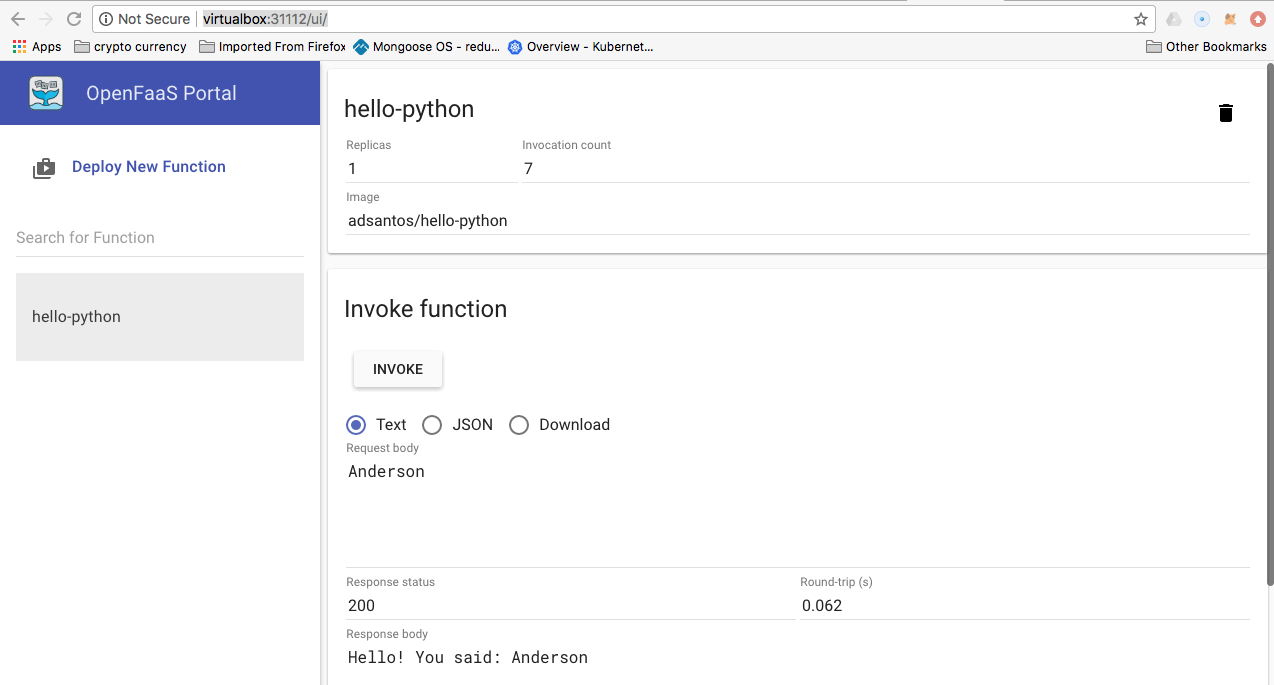 Not Secure virtualbox:31112/ui/
Apps crypto currency Imported From Firefox Mongoose OS - redu... Overview - Kubernet... Other Bookmarks
OpenFaaS Portal
Deploy New Function
Search for Function
hello-python
hello-python
Replicas Invocation count
1 7
Image
adsantos/hello-python
Invoke function
INVOKE
Text JSON Download
Request body
Anderson
Response status Round-trip (s)
200 0.062
Response body
Hello! You said: Anderson